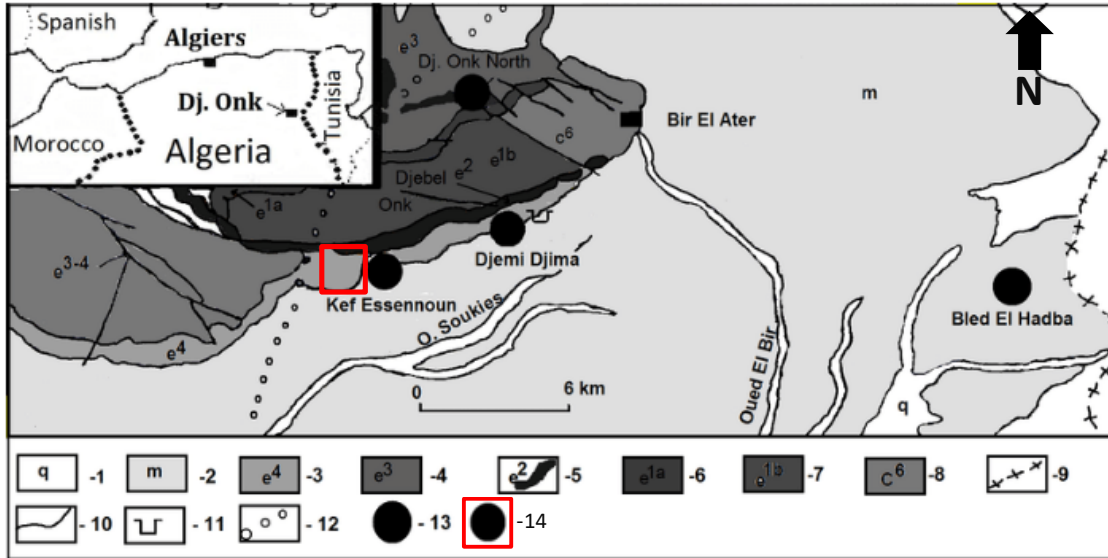 Spanish
Algiers
Dj. Onk
Tunisia
Morocco
Algeria
N
e3
Dj. Onk North
m
Bir El Ater
c6
e1b
e2
Djebel
Onk
e1a
Djemi Djima
e3-4
Kef Essennoun
O. Soukies
Bled El Hadba
e4
0 6 km
Oued El Bir
q
q -1 m -2 e4 -3 e3 -4 e2 -5 e1a -6 e1b -7 c6 -8 -9
- 10 - 11 - 12 - 13 -14